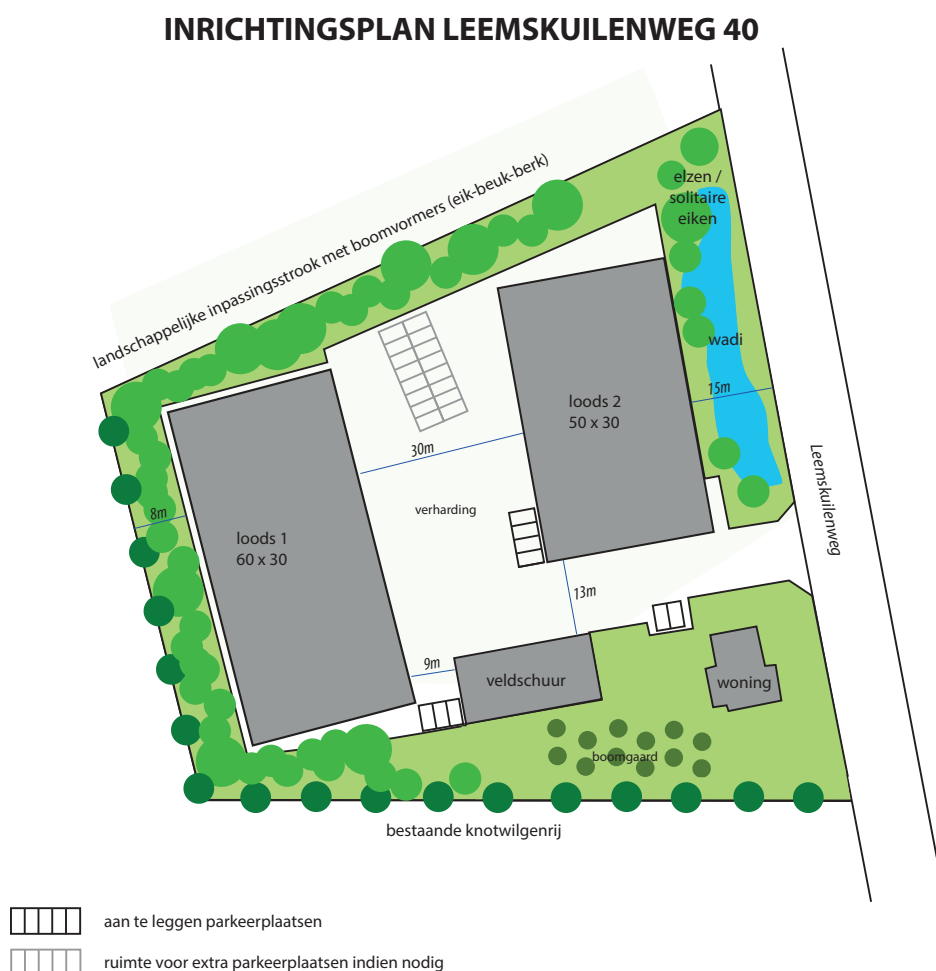 INRICHTINGSPLAN LEEMSKUILENWEG 40
landschappelijke inpassingsstrook met boomvormers (eik-beuk-berk)
elzen /
solitaire
eiken
wadi
15m
loods 2
50 x 30
30m
verharding
8m
loods 1
60 x 30
Leemskuilenweg
13m
9m
veldschuur
woning
boomgaard
bestaande knotwilgenrij
aan te leggen parkeerplaatsen
ruimte voor extra parkeerplaatsen indien nodig